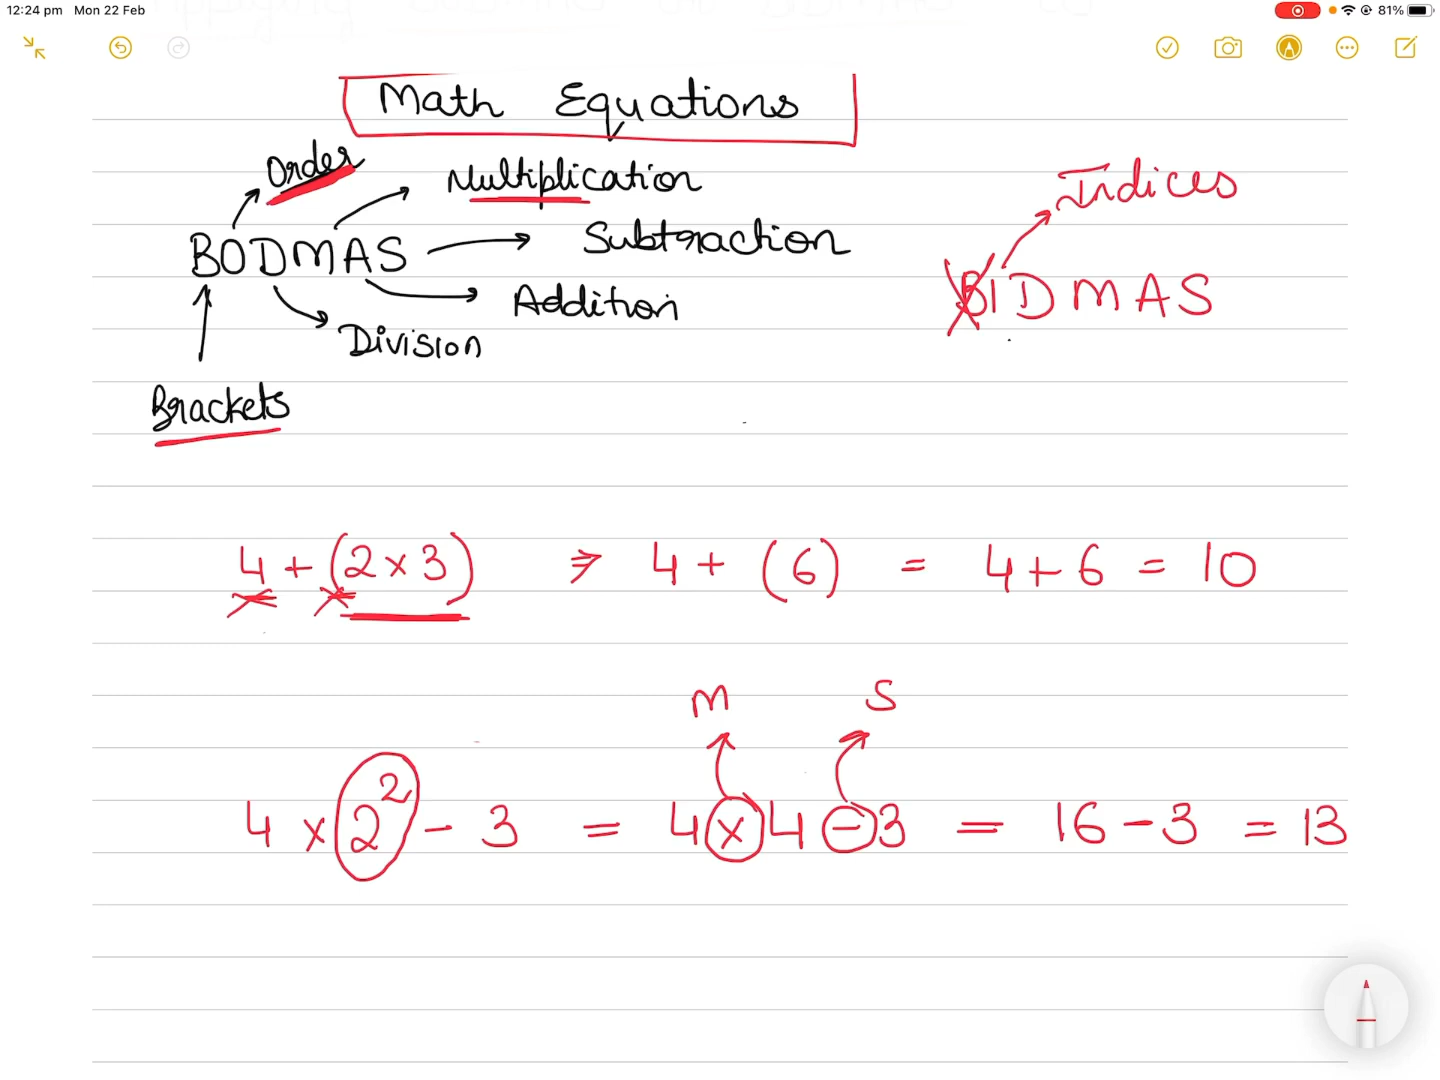 12:24 pm Mon 22 Feb
81%
Math Equations
Order
Multiplication
Indices
BODMAS
Subtraction
BIDMAS
Addition
Division
Brackets
4 + (2 × 3) ⇒ 4 + (6) = 4 + 6 = 10
M S
4 × 2² - 3 = 4 × 4 - 3 = 16 - 3 = 13